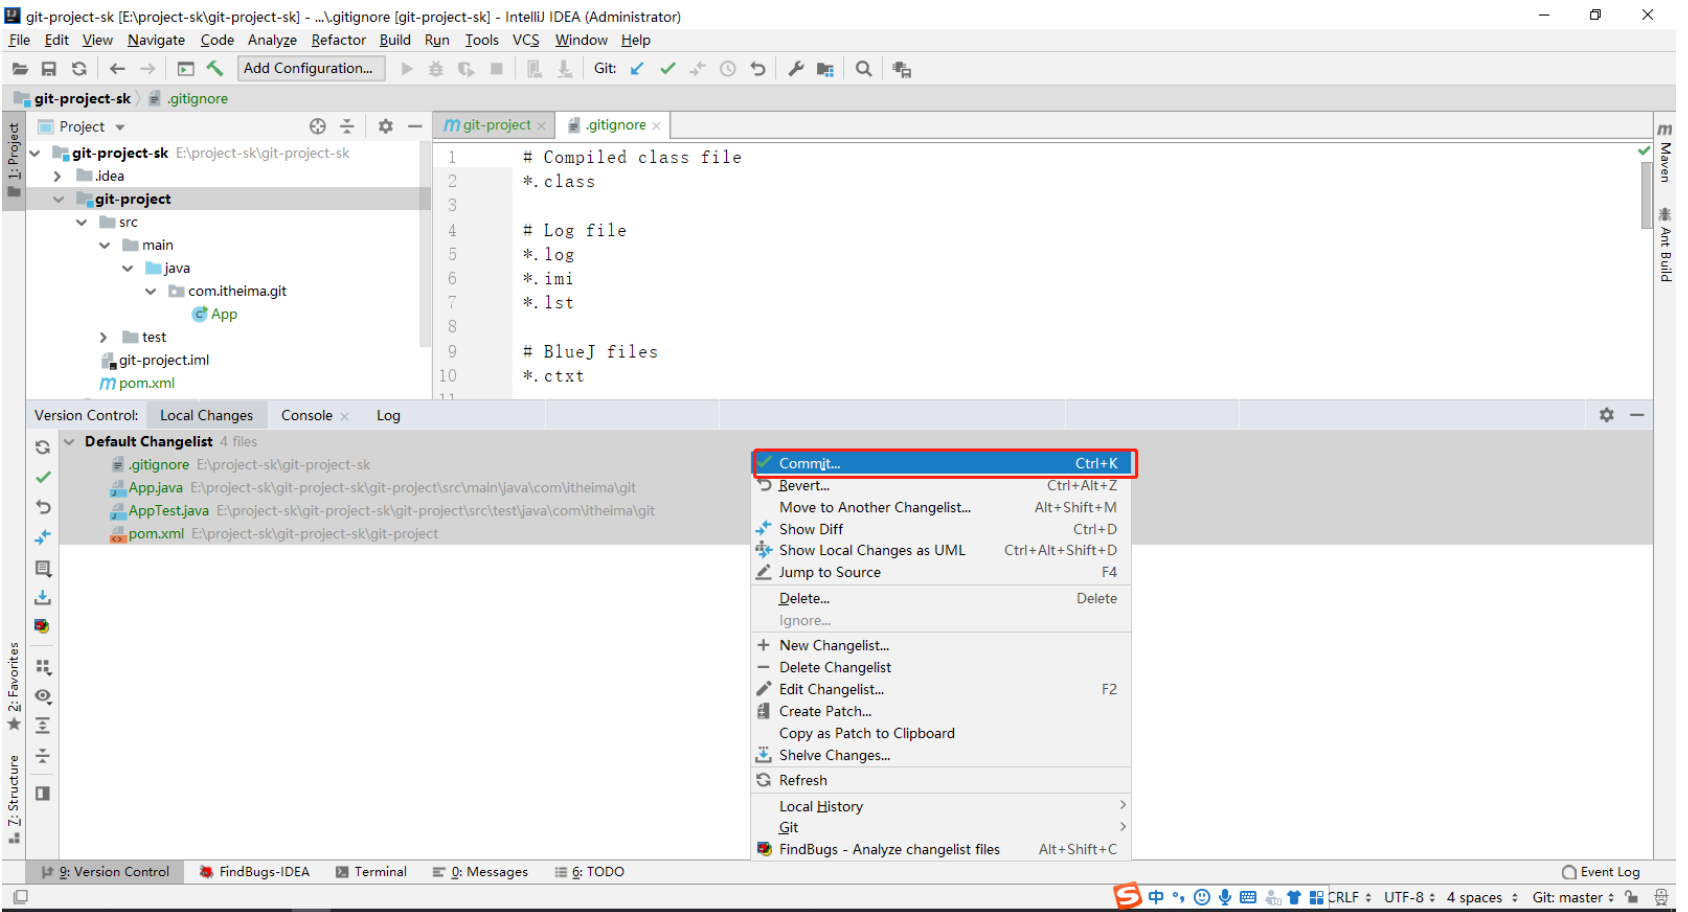 git-project-sk [E:\project-sk\git-project-sk] - ...\.gitignore [git-project-sk] - IntelliJ IDEA (Administrator)
File Edit View Navigate Code Analyze Refactor Build Run Tools VCS Window Help
Add Configuration... Git:
git-project-sk .gitignore
1: Project
Project
git-project .gitignore
git-project-sk E:\project-sk\git-project-sk
.idea
git-project
src
main
java
com.itheima.git
App
test
git-project.iml
pom.xml
1 # Compiled class file
2 *.class
3
4 # Log file
5 *.log
6 *.imi
7 *.lst
8
9 # BlueJ files
10 *.ctxt
11
Maven
Ant Build
Version Control: Local Changes Console Log
Default Changelist 4 files
.gitignore E:\project-sk\git-project-sk
App.java E:\project-sk\git-project-sk\git-project\src\main\java\com\itheima\git
AppTest.java E:\project-sk\git-project-sk\git-project\src\test\java\com\itheima\git
pom.xml E:\project-sk\git-project-sk\git-project
Commit... Ctrl+K
Revert... Ctrl+Alt+Z
Move to Another Changelist... Alt+Shift+M
Show Diff Ctrl+D
Show Local Changes as UML Ctrl+Alt+Shift+D
Jump to Source F4
Delete... Delete
Ignore...
New Changelist...
Delete Changelist
Edit Changelist... F2
Create Patch...
Copy as Patch to Clipboard
Shelve Changes...
Refresh
Local History
Git
FindBugs - Analyze changelist files Alt+Shift+C
2: Favorites
7: Structure
9: Version Control FindBugs-IDEA Terminal 0: Messages 6: TODO Event Log
中 CRLF UTF-8 4 spaces Git: master